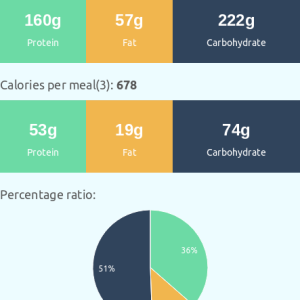 160g 57g 222g
Protein Fat Carbohydrate
Calories per meal(3): 678
53g 19g 74g
Protein Fat Carbohydrate
Percentage ratio:
36%
51%